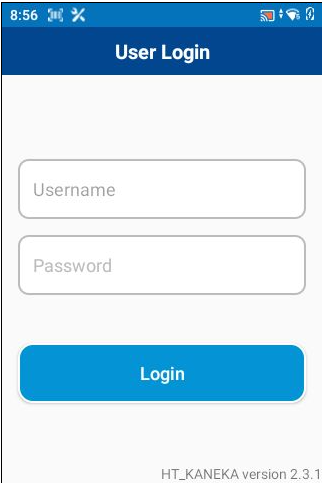 8:56
User Login
Username
Password
Login
HT_KANEKA version 2.3.1